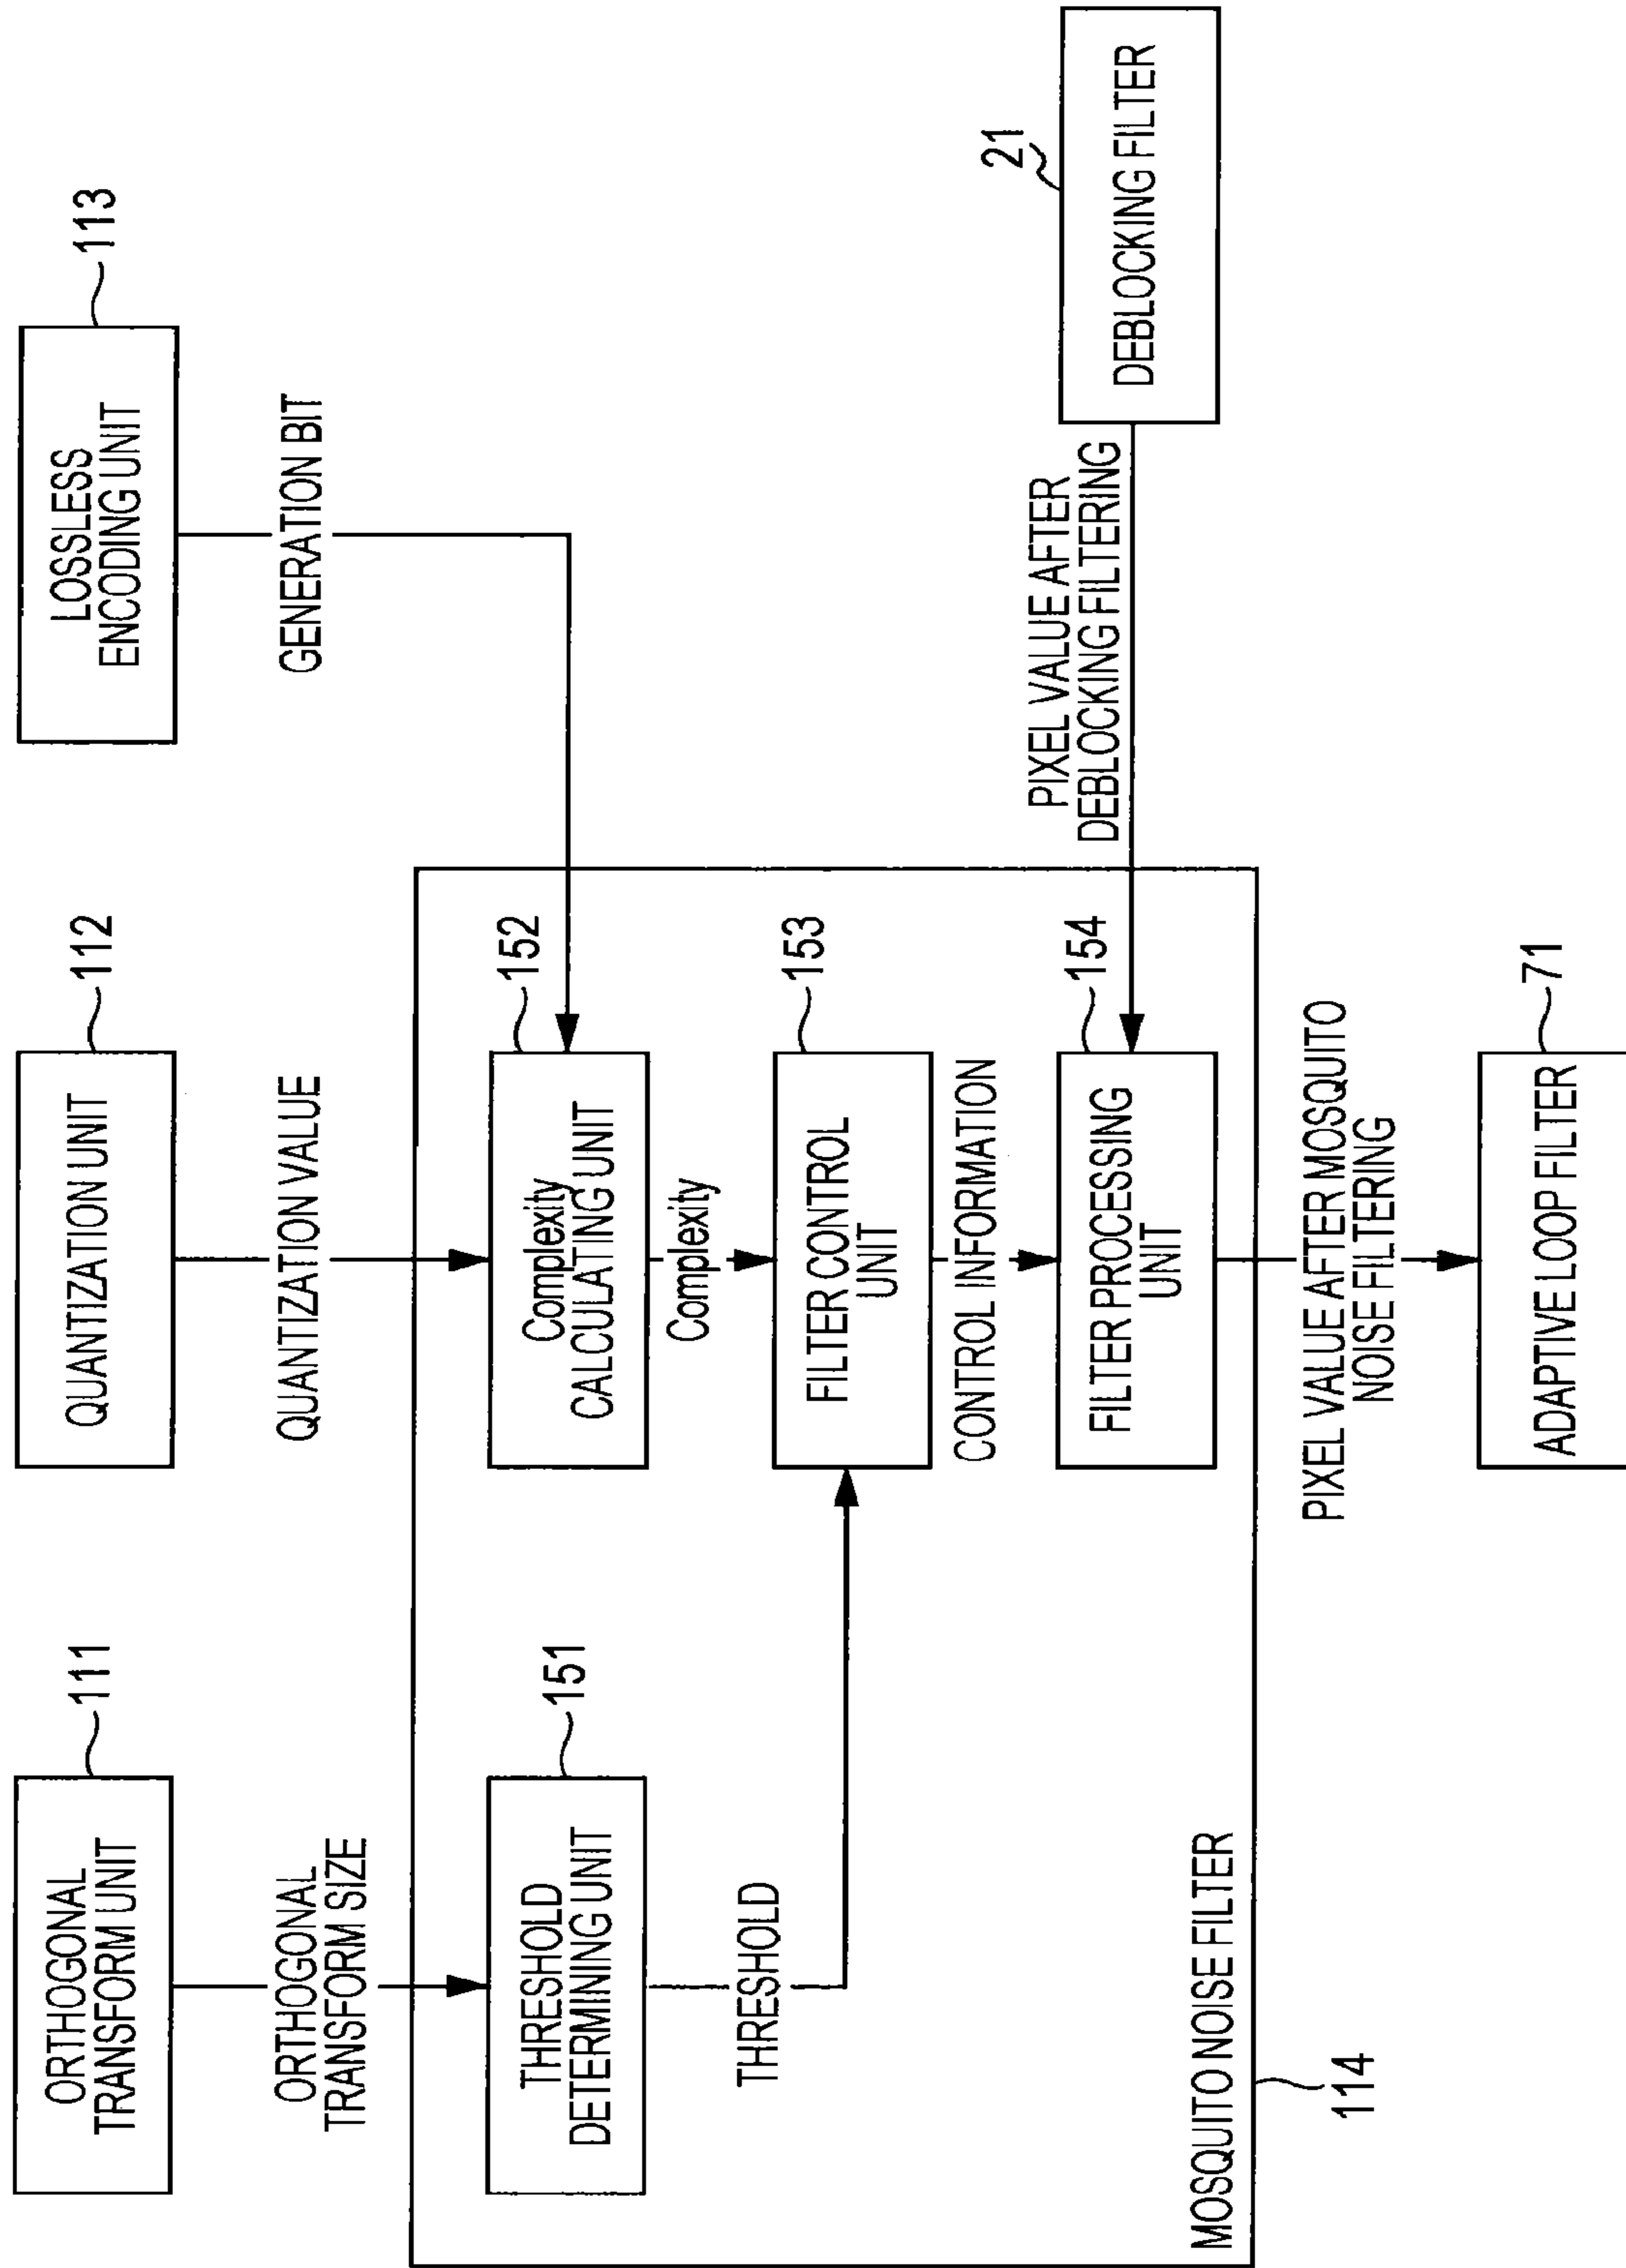 ORTHOGONAL
TRANSFORM UNIT
111
QUANTIZATION UNIT
112
LOSSLESS
ENCODING UNIT
113
ORTHOGONAL
TRANSFORM SIZE
QUANTIZATION VALUE
GENERATION BIT
THRESHOLD
DETERMINING UNIT
151
Complexity
CALCULATING UNIT
152
THRESHOLD
Complexity
FILTER CONTROL
UNIT
153
CONTROL INFORMATION
FILTER PROCESSING
UNIT
154
PIXEL VALUE AFTER
DEBLOCKING FILTERING
DEBLOCKING FILTER
21
MOSQUITO NOISE FILTER
114
PIXEL VALUE AFTER MOSQUITO
NOISE FILTERING
ADAPTIVE LOOP FILTER
71